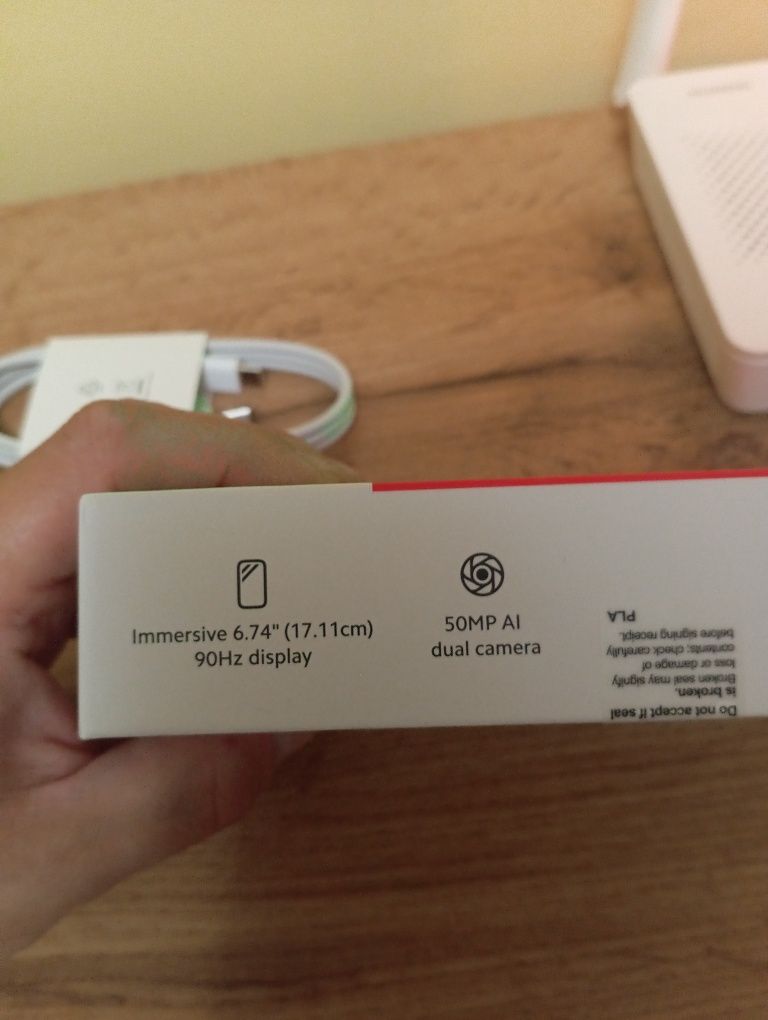 Immersive 6.74" (17.11cm)
90Hz display
50MP AI
dual camera
Do not accept if seal
is broken.
Broken seal may signify
loss or damage of
contents; check carefully
before signing receipt.
PLA